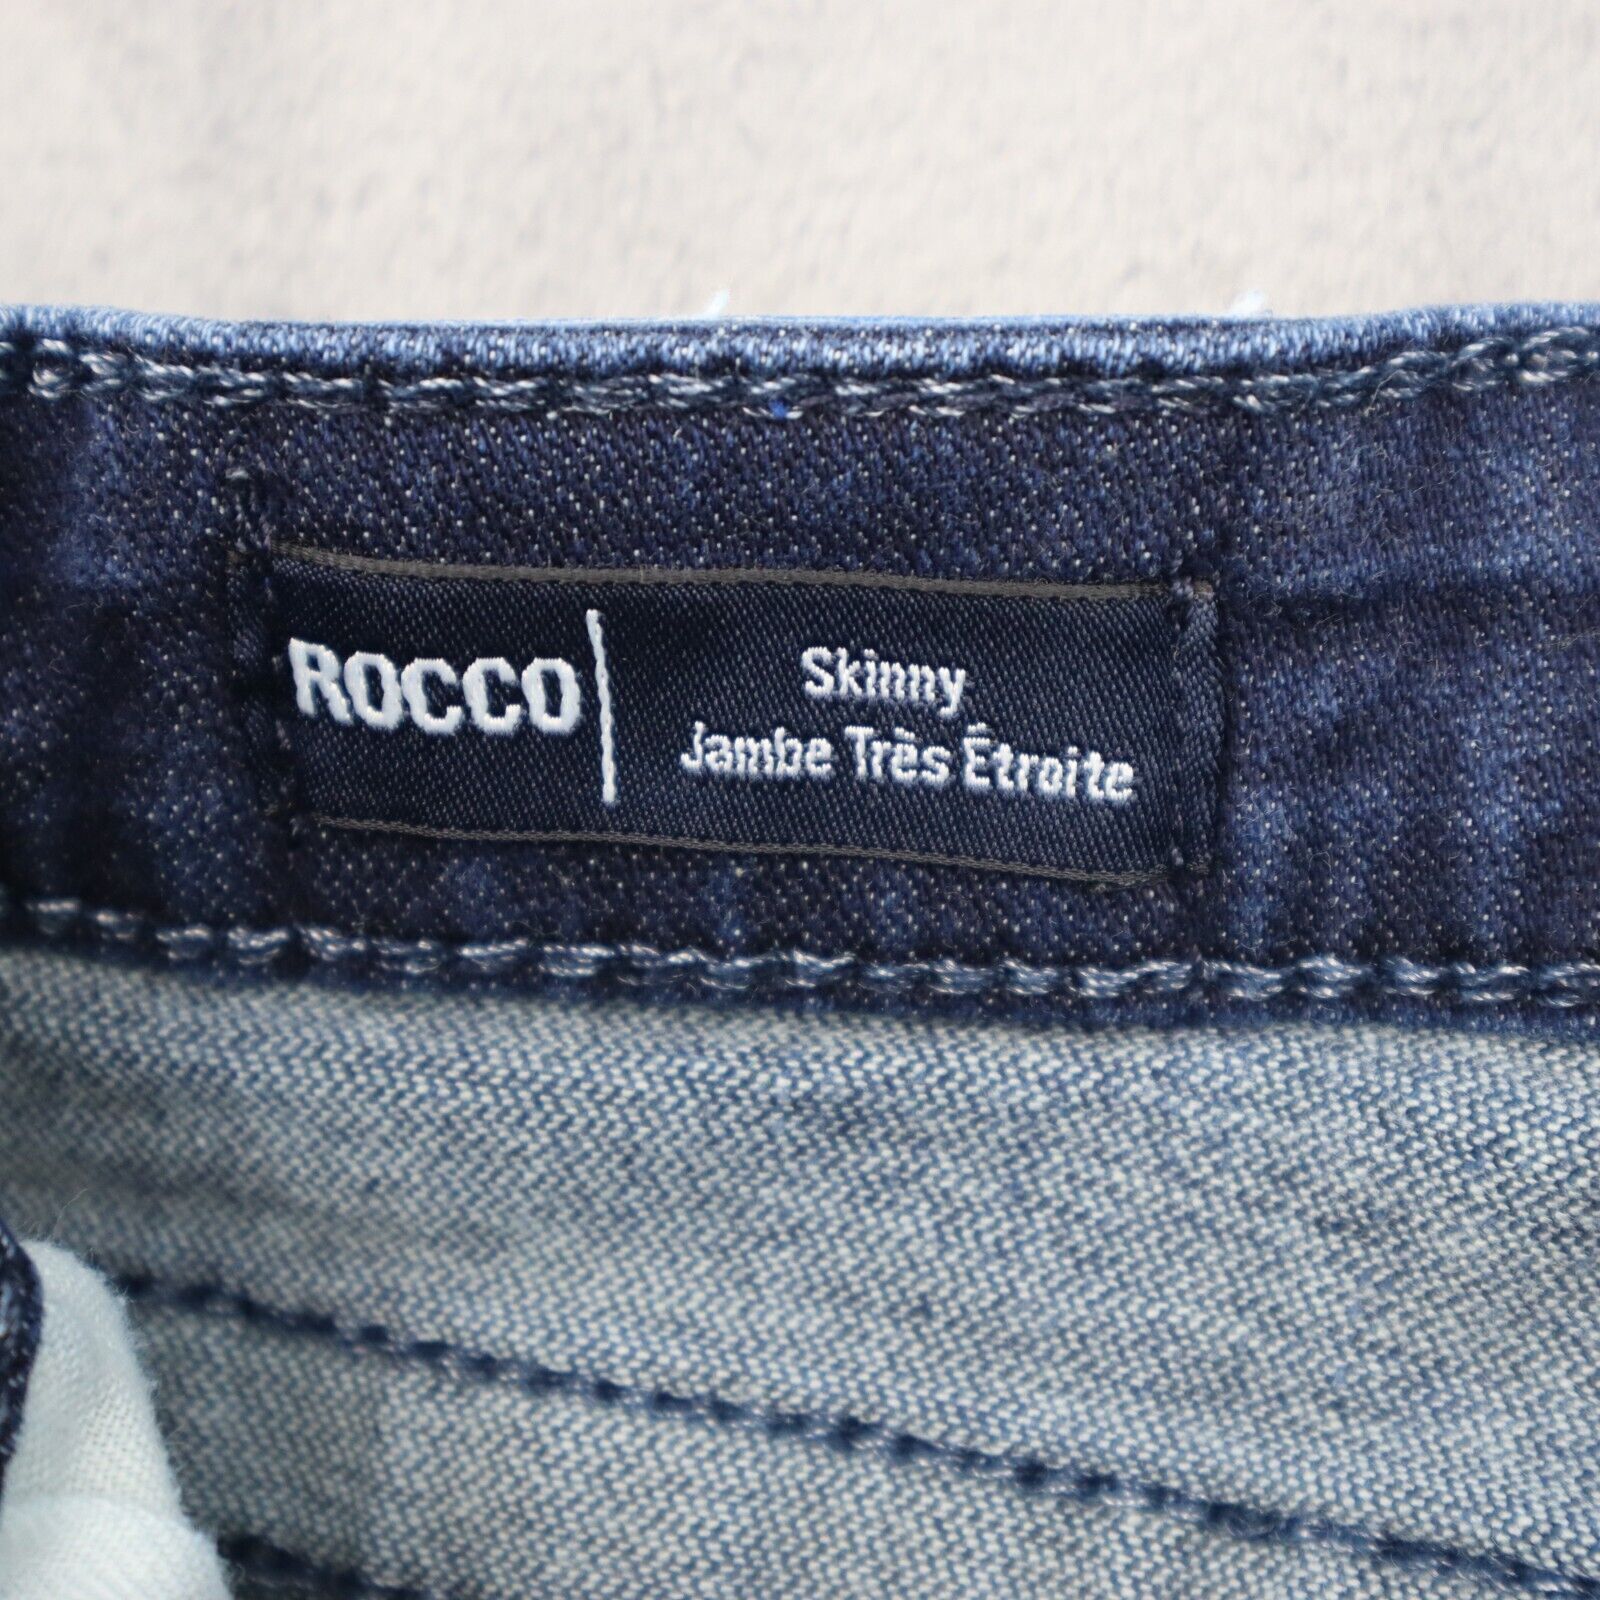 ROCCO
Skinny
Jambe Très Étroite